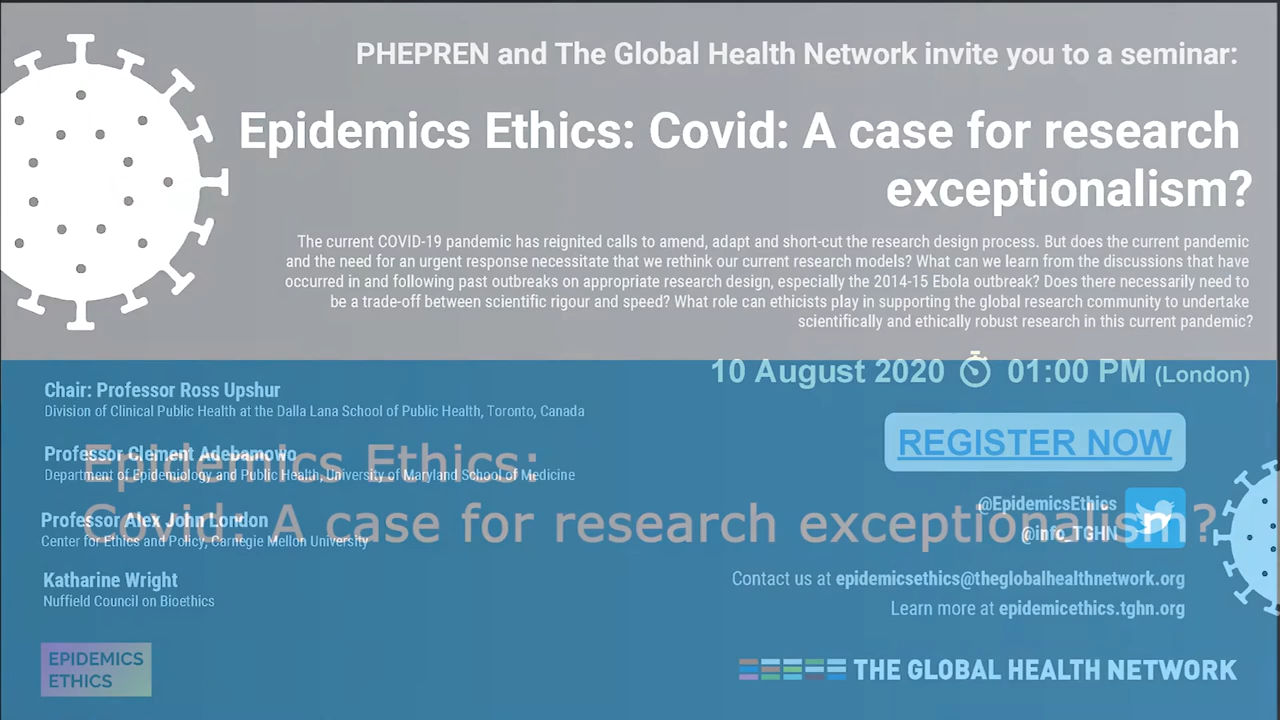 PHEPREN and The Global Health Network invite you to a seminar:
Epidemics Ethics: Covid: A case for research
exceptionalism?
The current COVID-19 pandemic has reignited calls to amend, adapt and short-cut the research design process. But does the current pandemic
and the need for an urgent response necessitate that we rethink our current research models? What can we learn from the discussions that have
occurred in and following past outbreaks on appropriate research design, especially the 2014-15 Ebola outbreak? Does there necessarily need to
be a trade-off between scientific rigour and speed? What role can ethicists play in supporting the global research community to undertake
scientifically and ethically robust research in this current pandemic?
10 August 2020 01:00 PM (London)
Chair: Professor Ross Upshur
Division of Clinical Public Health at the Dalla Lana School of Public Health, Toronto, Canada
REGISTER NOW
Professor Clement Adebamowo
Department of Epidemiology and Public Health, University of Maryland School of Medicine
Epidemics Ethics:
Covid: A case for research exceptionalism?
Professor Alex John London
Center for Ethics and Policy, Carnegie Mellon University
@EpidemicsEthics
@info_TGHN
Katharine Wright
Nuffield Council on Bioethics
Contact us at epidemicsethics@theglobalhealthnetwork.org
Learn more at epidemicethics.tghn.org
EPIDEMICS
ETHICS
THE GLOBAL HEALTH NETWORK